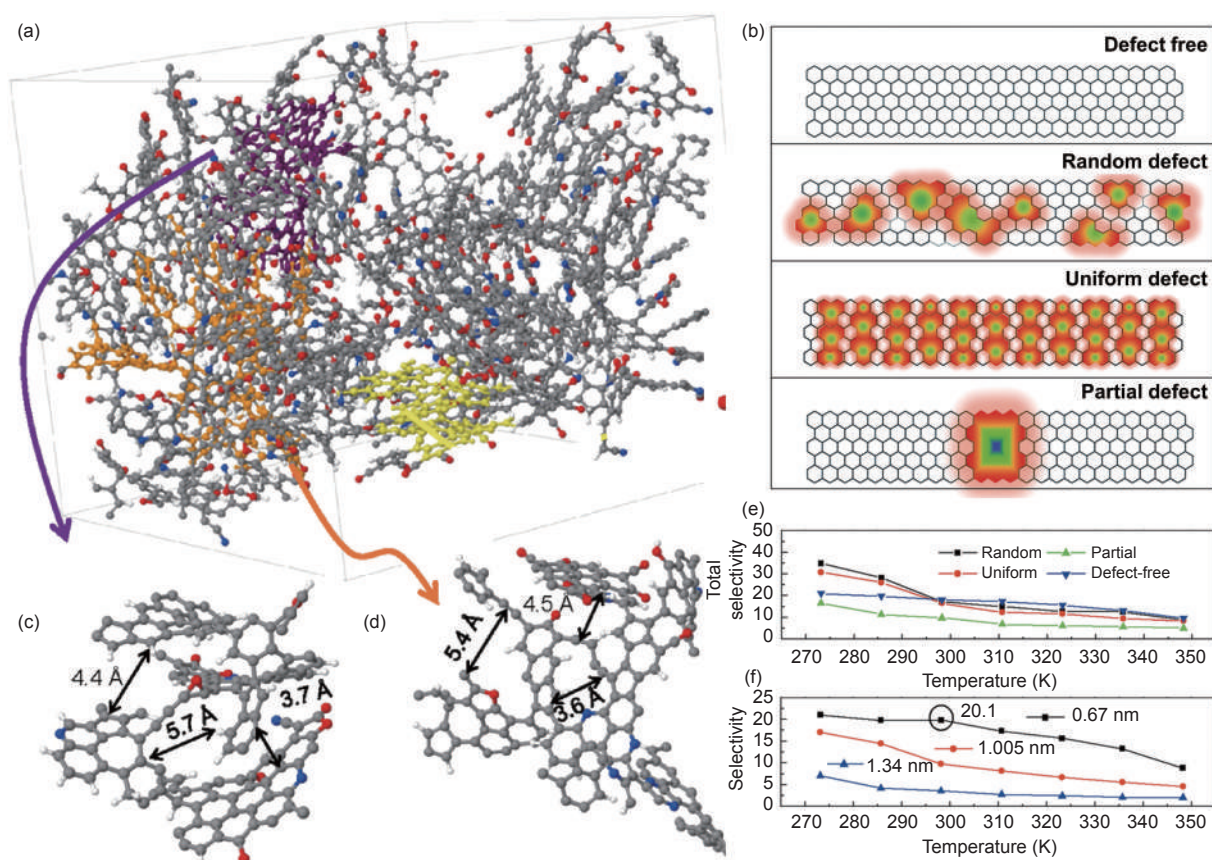 (a)
(b)
Defect free
Random defect
Uniform defect
Partial defect
(c)
4.4 Å
5.7 Å
3.7 Å
(d)
5.4 Å
4.5 Å
3.6 Å
(e)
Total
selectivity
50
40
30
20
10
0
Random
Partial
Uniform
Defect-free
270 280 290 300 310 320 330 340 350
Temperature (K)
(f)
Selectivity
25
20
15
10
5
0
20.1
0.67 nm
1.005 nm
1.34 nm
270 280 290 300 310 320 330 340 350
Temperature (K)